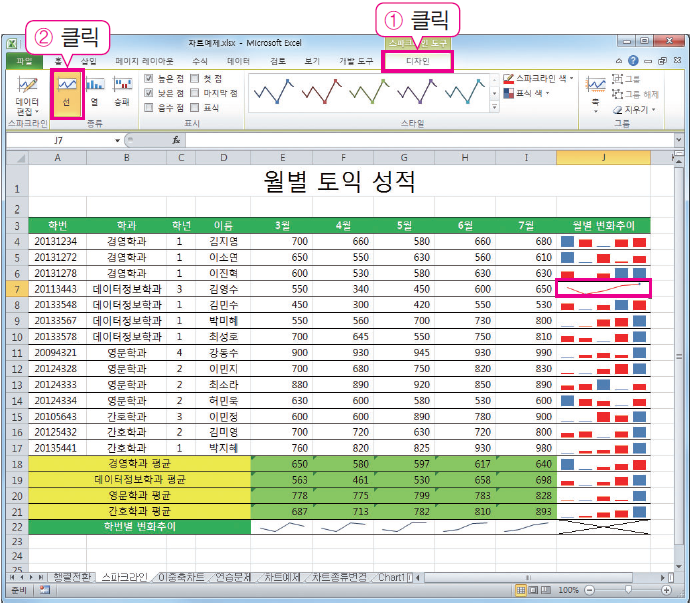 ① 클릭
② 클릭
차트예제.xlsx - Microsoft Excel
스파크라인 도구
파일 홈 삽입 페이지 레이아웃 수식 데이터 검토 보기 개발 도구 디자인
데이터 편집
스파크라인
선 열 승패
종류
높은 점 첫 점
낮은 점 마지막 점
음수 점 표식
표시
스타일
스파크라인 색
표식 색
축
그룹
그룹 해제
지우기
그룹
J7 fx
A B C D E F G H I J K
1 월별 토익 성적
2
3 학번 학과 학년 이름 3월 4월 5월 6월 7월 월별 변화추이
4 20131234 경영학과 1 김지영 700 660 580 660 680
5 20131272 경영학과 1 이소연 650 550 630 560 610
6 20131278 경영학과 1 이진혁 600 530 580 630 630
7 20113443 데이터정보학과 3 김영수 550 340 450 600 650
8 20133548 데이터정보학과 1 김민수 450 300 420 550 530
9 20133567 데이터정보학과 1 박미혜 550 560 700 730 800
10 20133578 데이터정보학과 1 최성호 700 645 550 750 810
11 20094321 영문학과 4 강동수 900 930 945 930 990
12 20124328 영문학과 2 이민지 700 680 750 820 830
13 20124333 영문학과 2 최소라 880 890 920 850 890
14 20124334 영문학과 2 허민욱 630 600 580 530 600
15 20105643 간호학과 3 이민정 600 600 890 780 900
16 20125432 간호학과 2 김미영 700 720 630 720 800
17 20135441 간호학과 1 박지혜 760 820 825 930 980
18 경영학과 평균 650 580 597 617 640
19 데이터정보학과 평균 563 461 530 658 698
20 영문학과 평균 778 775 799 783 828
21 간호학과 평균 687 713 782 810 893
22 학번별 변화추이
23
24
25
행열전환 스파크라인 이중축차트 연습문제 차트예제 차트종류변경 Chart1
준비 100%